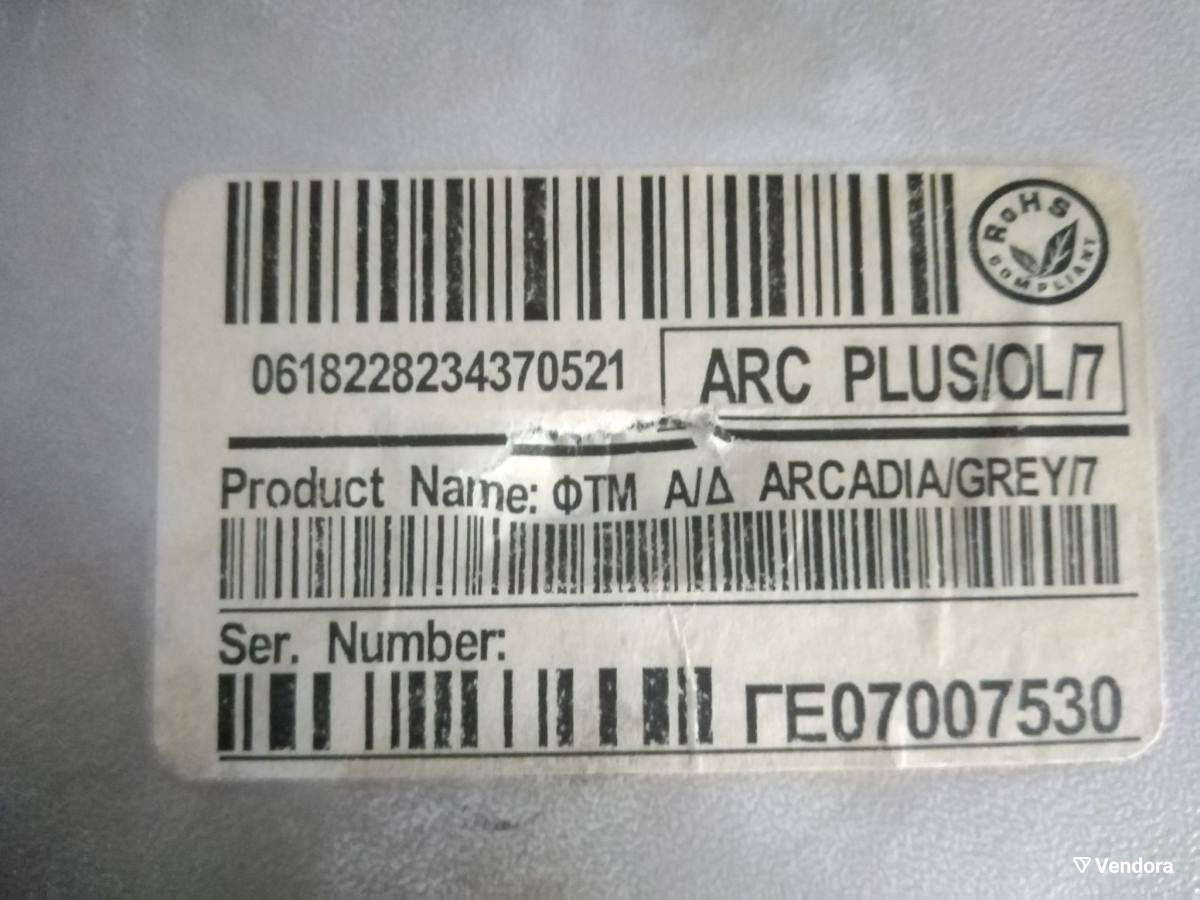 RoHS
COMPLIANT
0618228234370521
ARC PLUS/OL/7
Product Name: ΦΤΜ Α/Δ ARCADIA/GREY/7
Ser. Number:
ΓΕ07007530
Vendora